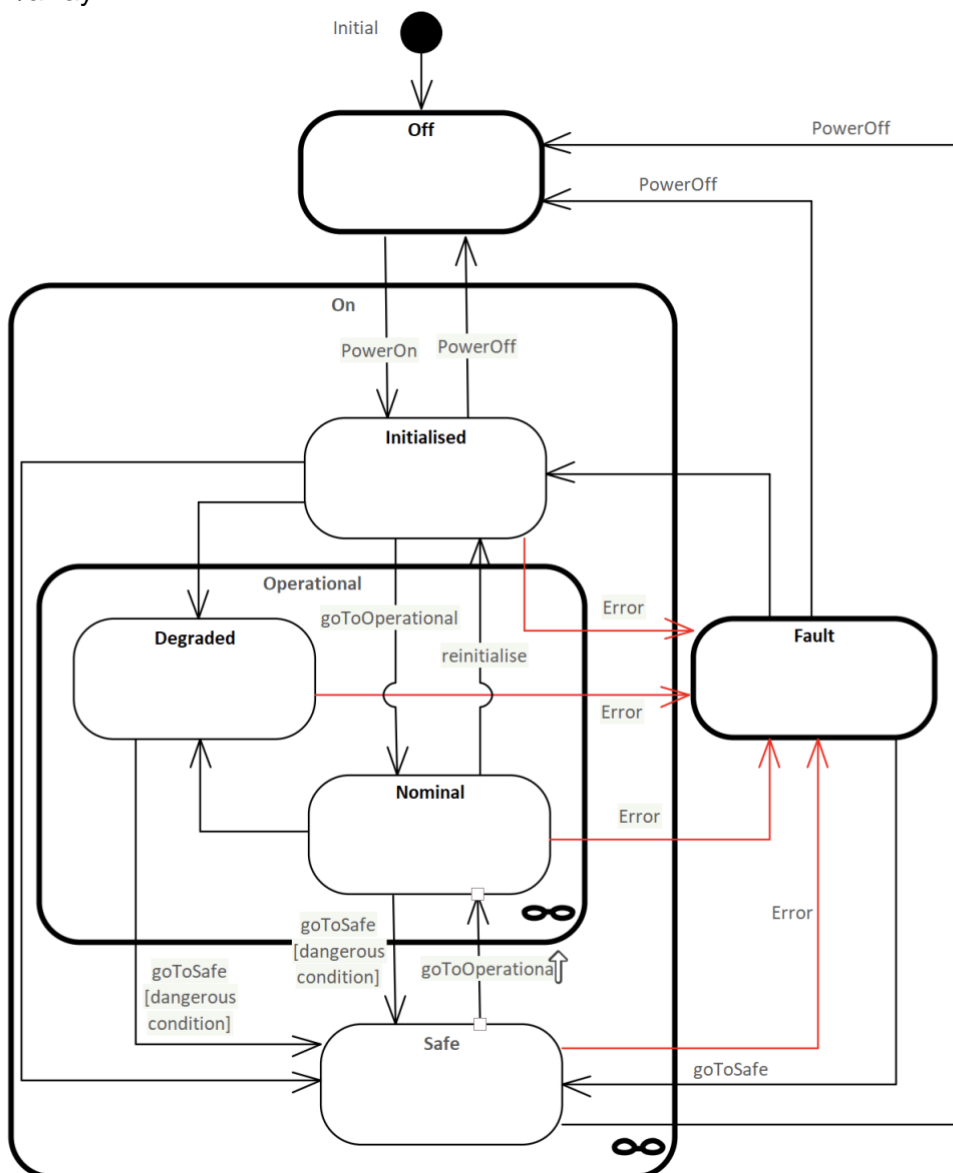 Initial
Off
PowerOff
PowerOff
On
PowerOn
PowerOff
Initialised
Operational
goToOperational
Error
Degraded
Fault
reinitialise
Error
Nominal
Error
goToSafe
[dangerous
condition]
Error
goToSafe
[dangerous
condition]
goToOperationa
Safe
goToSafe